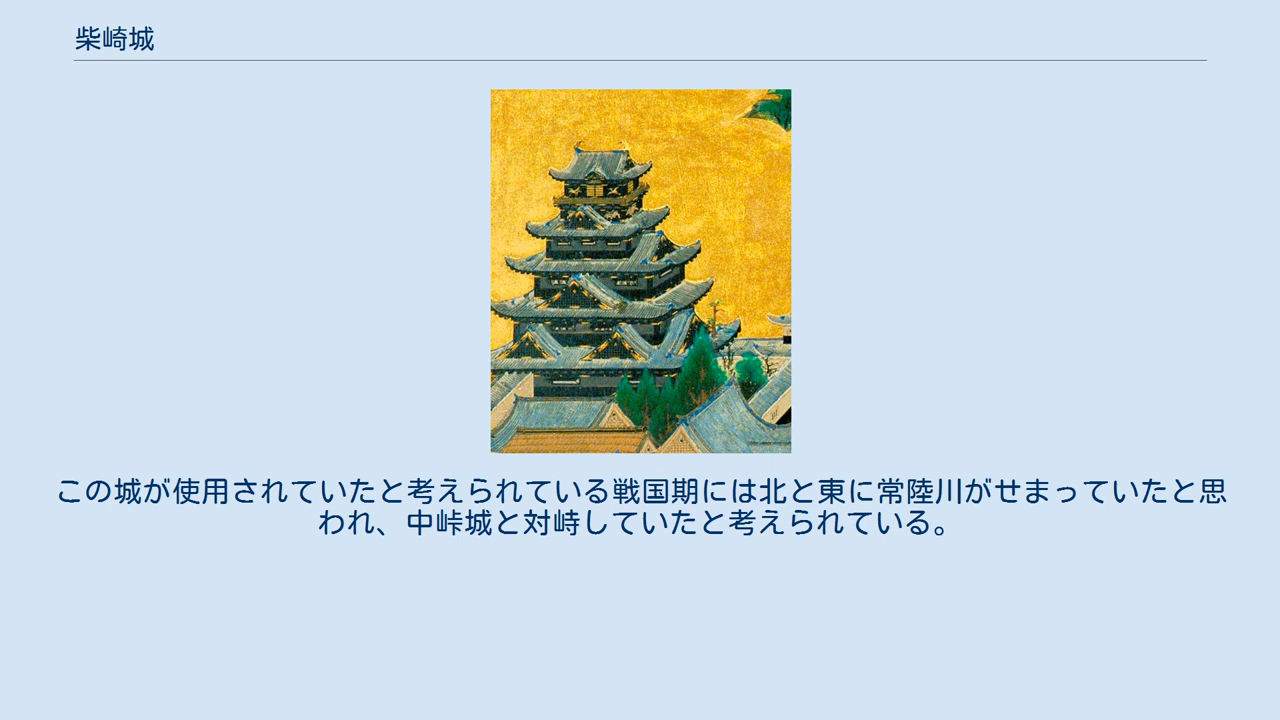 柴崎城
この城が使用されていたと考えられている戦国期には北と東に常陸川がせまっていたと思
われ、中峠城と対峙していたと考えられている。